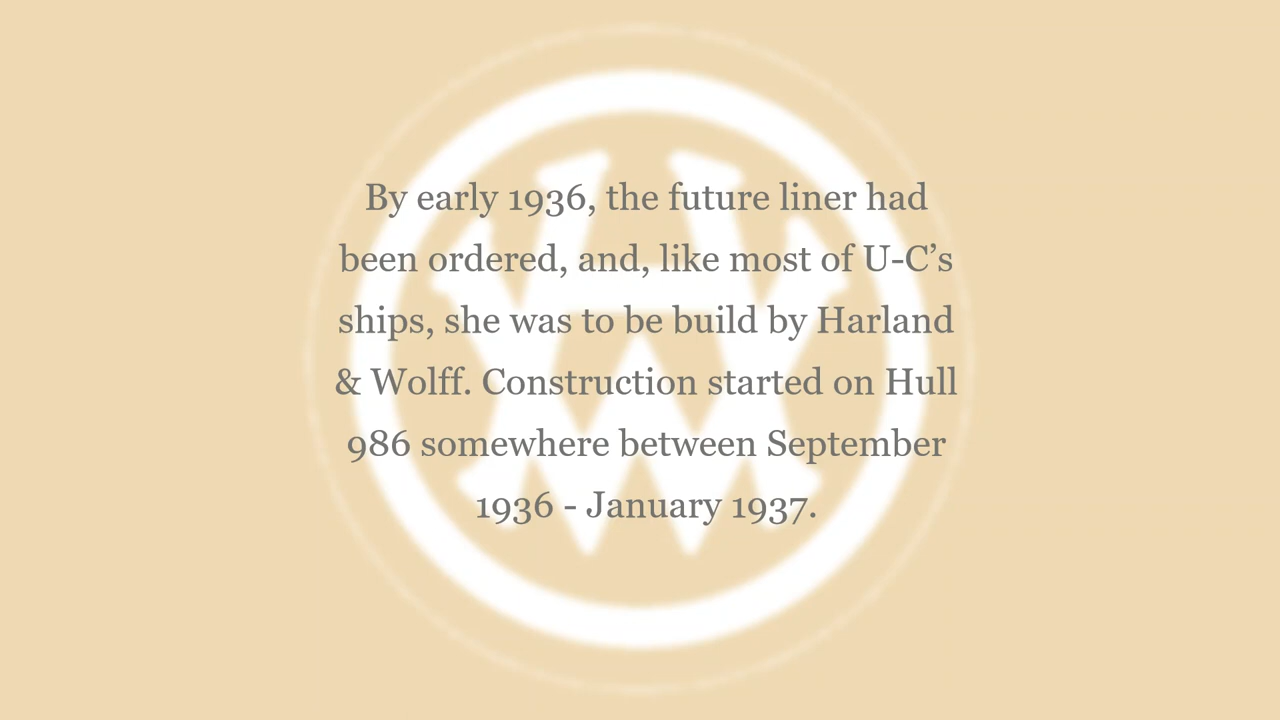 By early 1936, the future liner had
been ordered, and, like most of U-C’s
ships, she was to be build by Harland
& Wolff. Construction started on Hull
986 somewhere between September
1936 - January 1937.